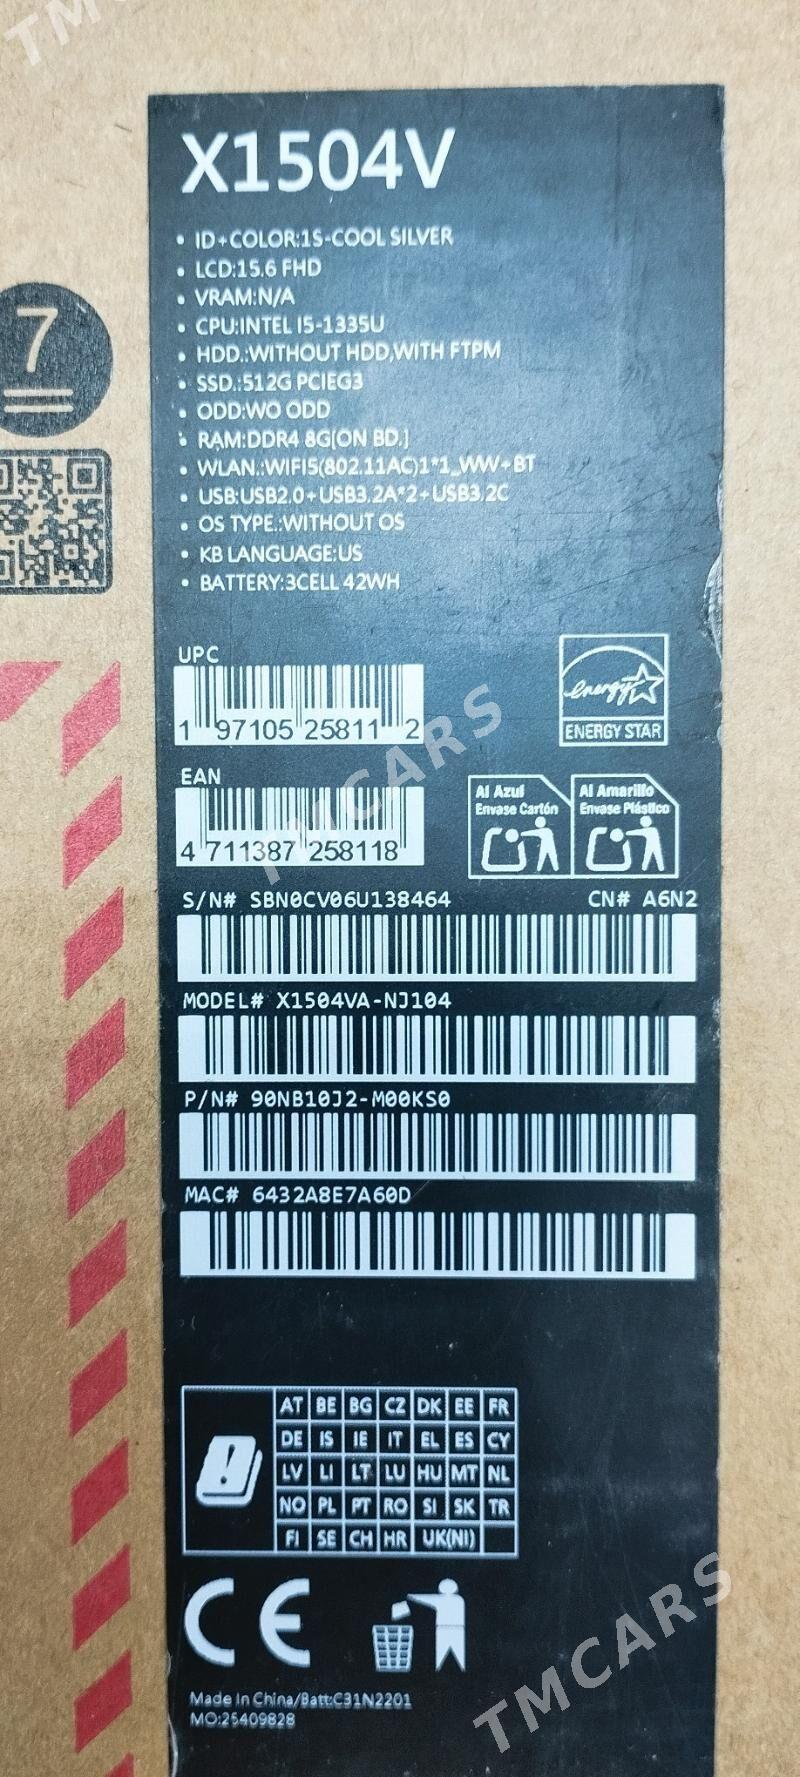 TMCARS
X1504V
• ID+COLOR:1S-COOL SILVER
• LCD:15.6 FHD
• VRAM:N/A
• CPU:INTEL I5-1335U
• HDD.:WITHOUT HDD,WITH FTPM
• SSD.:512G PCIEG3
• ODD:WO ODD
• RAM:DDR4 8G[ON BD.]
• WLAN.:WIFI5(802.11AC)1*1_WW+BT
• USB:USB2.0+USB3.2A*2+USB3.2C
• OS TYPE.:WITHOUT OS
• KB LANGUAGE:US
• BATTERY:3CELL 42WH
7
UPC
1 97105 25811 2
energy
ENERGY STAR
EAN
4 711387 258118
Al Azul
Envase Cartón
Al Amarillo
Envase Plástico
TMCARS
S/N# SBN0CV06U138464 CN# A6N2
MODEL# X1504VA-NJ104
P/N# 90NB10J2-M00KS0
MAC# 6432A8E7A60D
AT BE BG CZ DK EE FR
DE IS IE IT EL ES CY
LV LI LT LU HU MT NL
NO PL PT RO SI SK TR
FI SE CH HR UK(NI)
CE
Made In China/Batt:C31N2201
MO:25409828
TMCARS